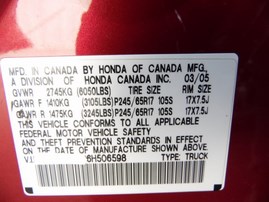 MFD. IN CANADA BY HONDA OF CANADA MFG.,
A DIVISION OF HONDA CANADA INC. 03/05
GVWR 2745KG (6050LBS) TIRE SIZE RIM SIZE
GAWR F 1410KG (3105LBS) P245/65R17 105S 17X7.5J
GAWR R 1475KG (3245LBS) P245/65R17 105S 17X7.5J
THIS VEHICLE CONFORMS TO ALL APPLICABLE
FEDERAL MOTOR VEHICLE SAFETY
AND THEFT PREVENTION STANDARDS IN EFFECT
ON THE DATE OF MANUFACTURE SHOWN ABOVE.
6H506598 TYPE: TRUCK